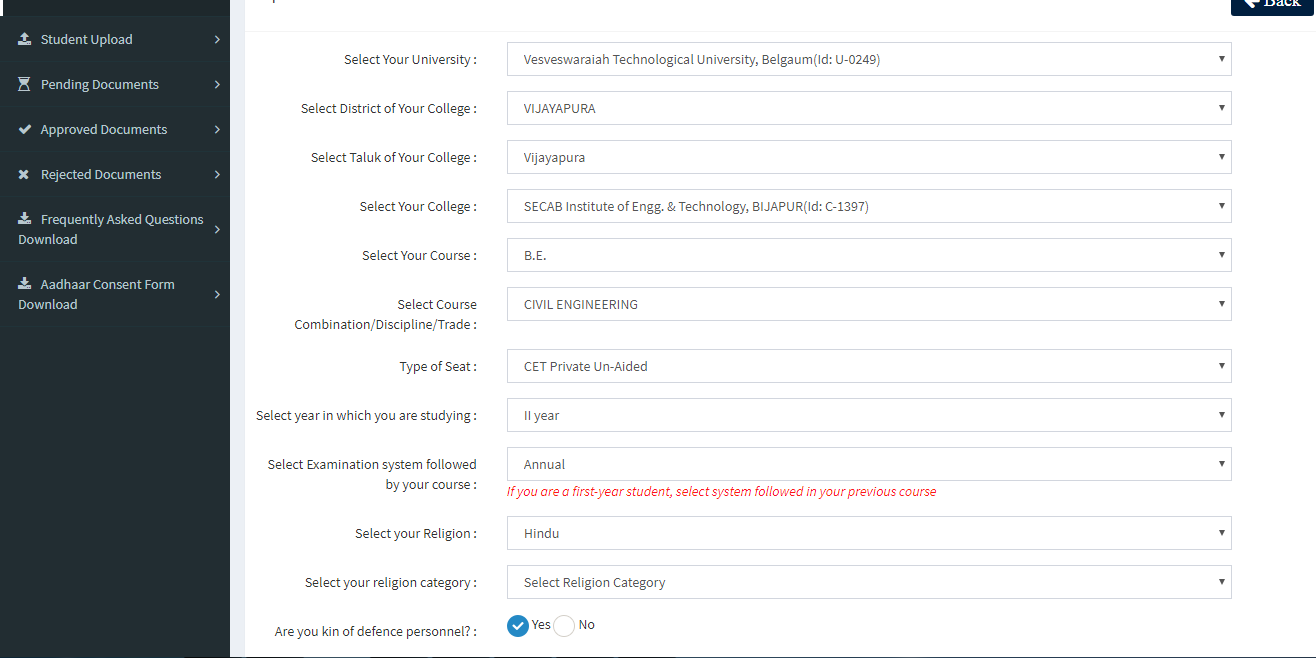 Back
Student Upload
Pending Documents
Approved Documents
Rejected Documents
Frequently Asked Questions
Download
Aadhaar Consent Form
Download
Select Your University :
Vesveswaraiah Technological University, Belgaum(Id: U-0249)
Select District of Your College :
VIJAYAPURA
Select Taluk of Your College :
Vijayapura
Select Your College :
SECAB Institute of Engg. & Technology, BIJAPUR(Id: C-1397)
Select Your Course :
B.E.
Select Course
Combination/Discipline/Trade :
CIVIL ENGINEERING
Type of Seat :
CET Private Un-Aided
Select year in which you are studying :
II year
Select Examination system followed
by your course :
Annual
If you are a first-year student, select system followed in your previous course
Select your Religion :
Hindu
Select your religion category :
Select Religion Category
Are you kin of defence personnel? :
Yes No